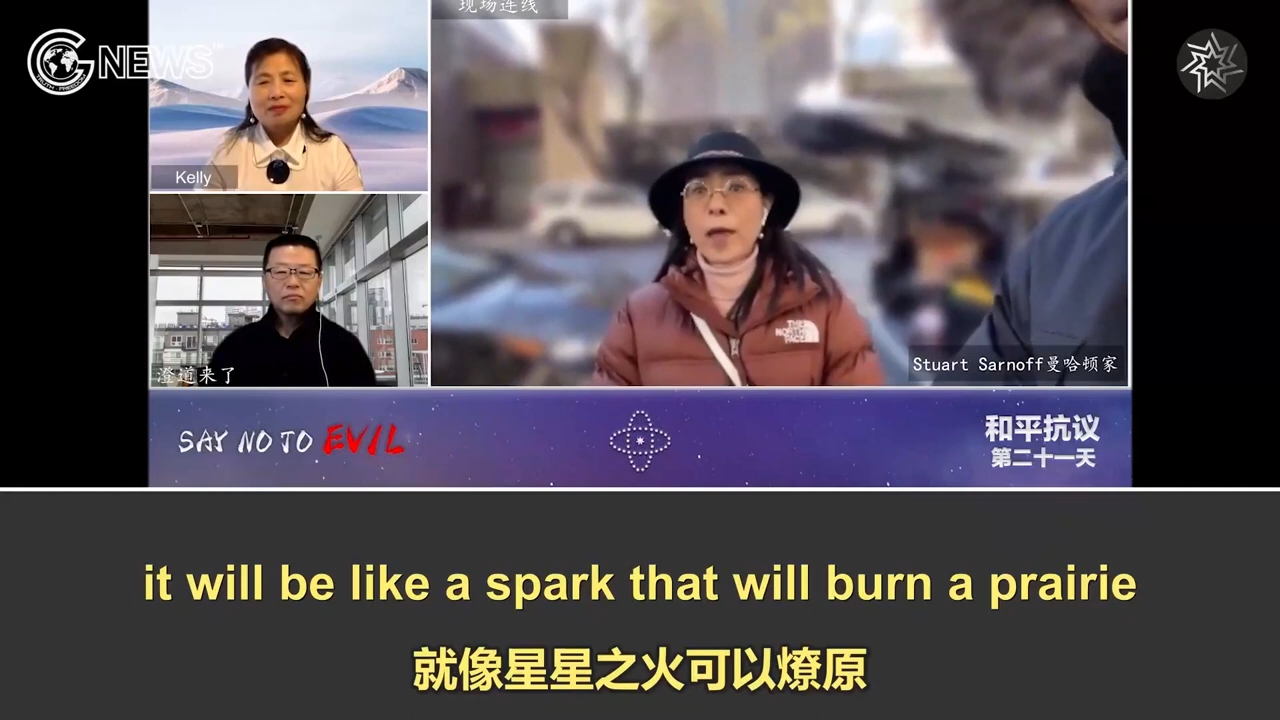 GNEWS
TRUTH · FREEDOM
现场连线
Kelly
THE
NORTH
FACE
澄道来了
Stuart Sarnoff曼哈顿家
SAY NO TO EVIL
和平抗议
第二十一天
it will be like a spark that will burn a prairie
就像星星之火可以燎原